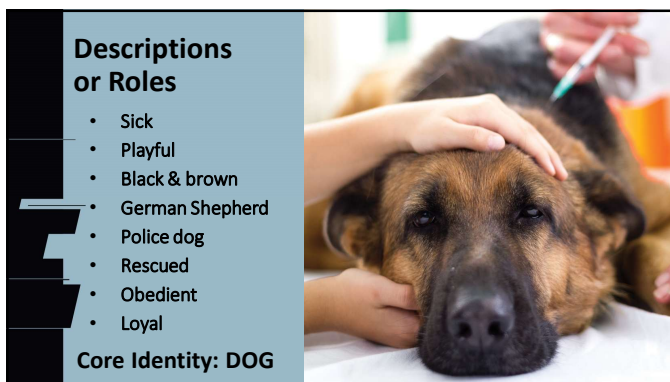 Descriptions
or Roles
• Sick
• Playful
• Black & brown
• German Shepherd
• Police dog
• Rescued
• Obedient
• Loyal
Core Identity: DOG